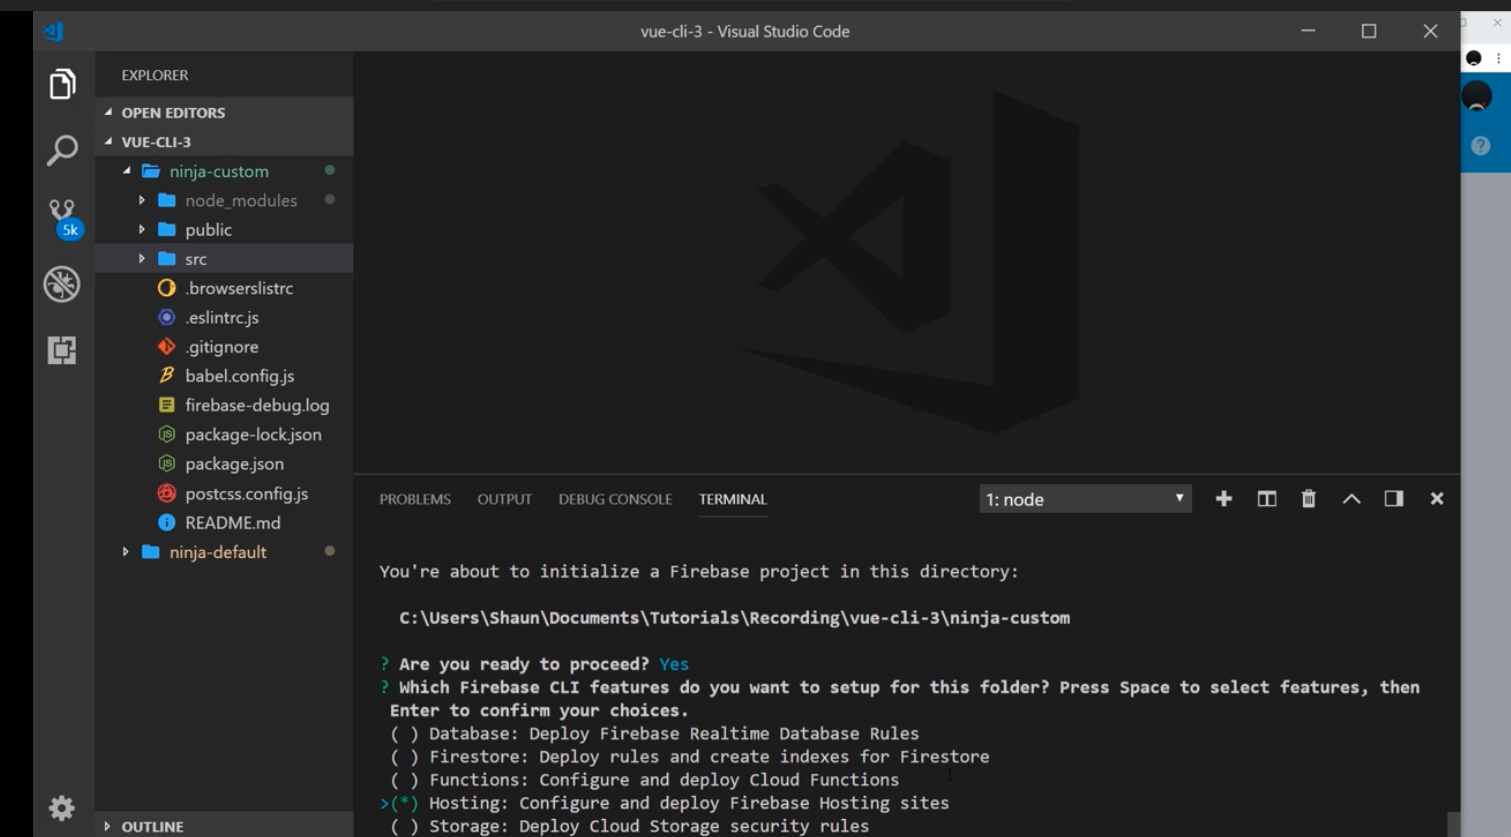 vue-cli-3 - Visual Studio Code
EXPLORER
OPEN EDITORS
VUE-CLI-3
ninja-custom
node_modules
public
src
.browserslistrc
.eslintrc.js
.gitignore
babel.config.js
firebase-debug.log
package-lock.json
package.json
postcss.config.js
README.md
ninja-default
OUTLINE
5k
PROBLEMS OUTPUT DEBUG CONSOLE TERMINAL 1: node
You're about to initialize a Firebase project in this directory:
C:\Users\Shaun\Documents\Tutorials\Recording\vue-cli-3\ninja-custom
? Are you ready to proceed? Yes
? Which Firebase CLI features do you want to setup for this folder? Press Space to select features, then
Enter to confirm your choices.
( ) Database: Deploy Firebase Realtime Database Rules
( ) Firestore: Deploy rules and create indexes for Firestore
( ) Functions: Configure and deploy Cloud Functions
>(*) Hosting: Configure and deploy Firebase Hosting sites
( ) Storage: Deploy Cloud Storage security rules